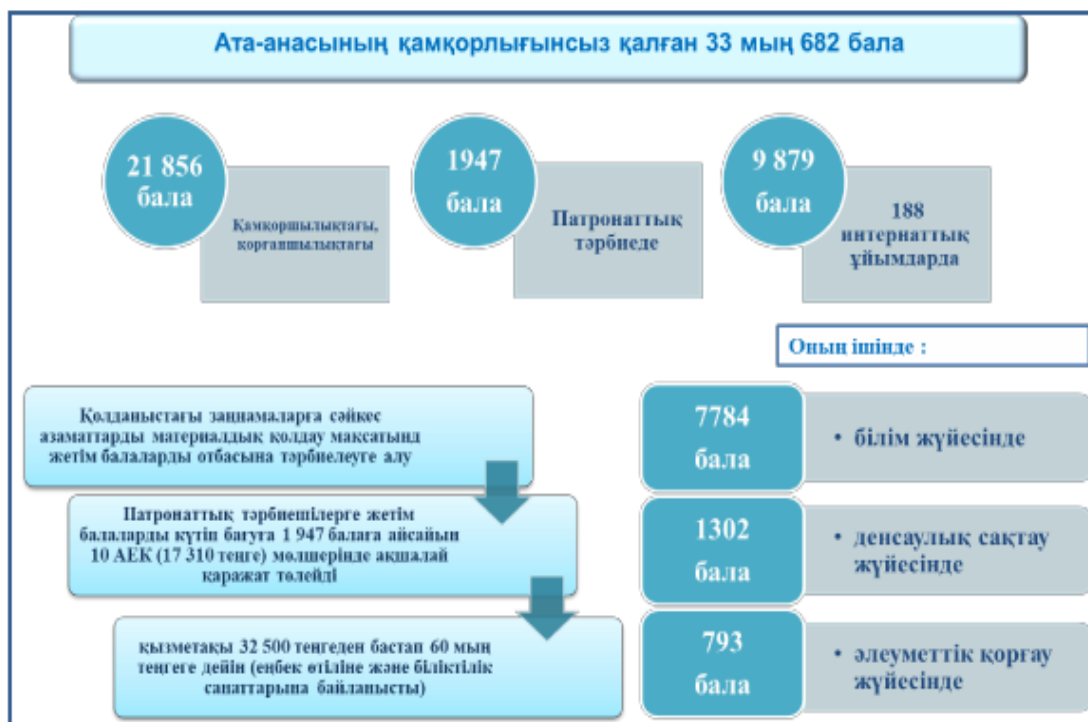 Ата-анасының қамқорлығынсыз қалған 33 мың 682 бала
21 856
бала
Қамқоршылықтағы,
қорғаншылықтағы
1947
бала
Патронаттық
тәрбиеде
9 879
бала
188
интернаттық
ұйымдарда
Оның ішінде :
Қолданыстағы заңнамаларға сәйкес
азаматтарды материалдық қолдау мақсатынд
жетім балаларды отбасына тәрбиелеуге алу
Патронаттық тәрбиешілерге жетім
балаларды күтіп бағуға 1 947 балаға айсайын
10 АЕК (17 310 теңге) мөлшерінде ақшалай
қаражат төлейді
қызметақы 32 500 теңгеден бастап 60 мың
теңгеге дейін (еңбек өтіліне және біліктілік
санаттарына байланысты)
7784
бала
• білім жүйесінде
1302
бала
• денсаулық сақтау
жүйесінде
793
бала
• әлеуметтік қорғау
жүйесінде